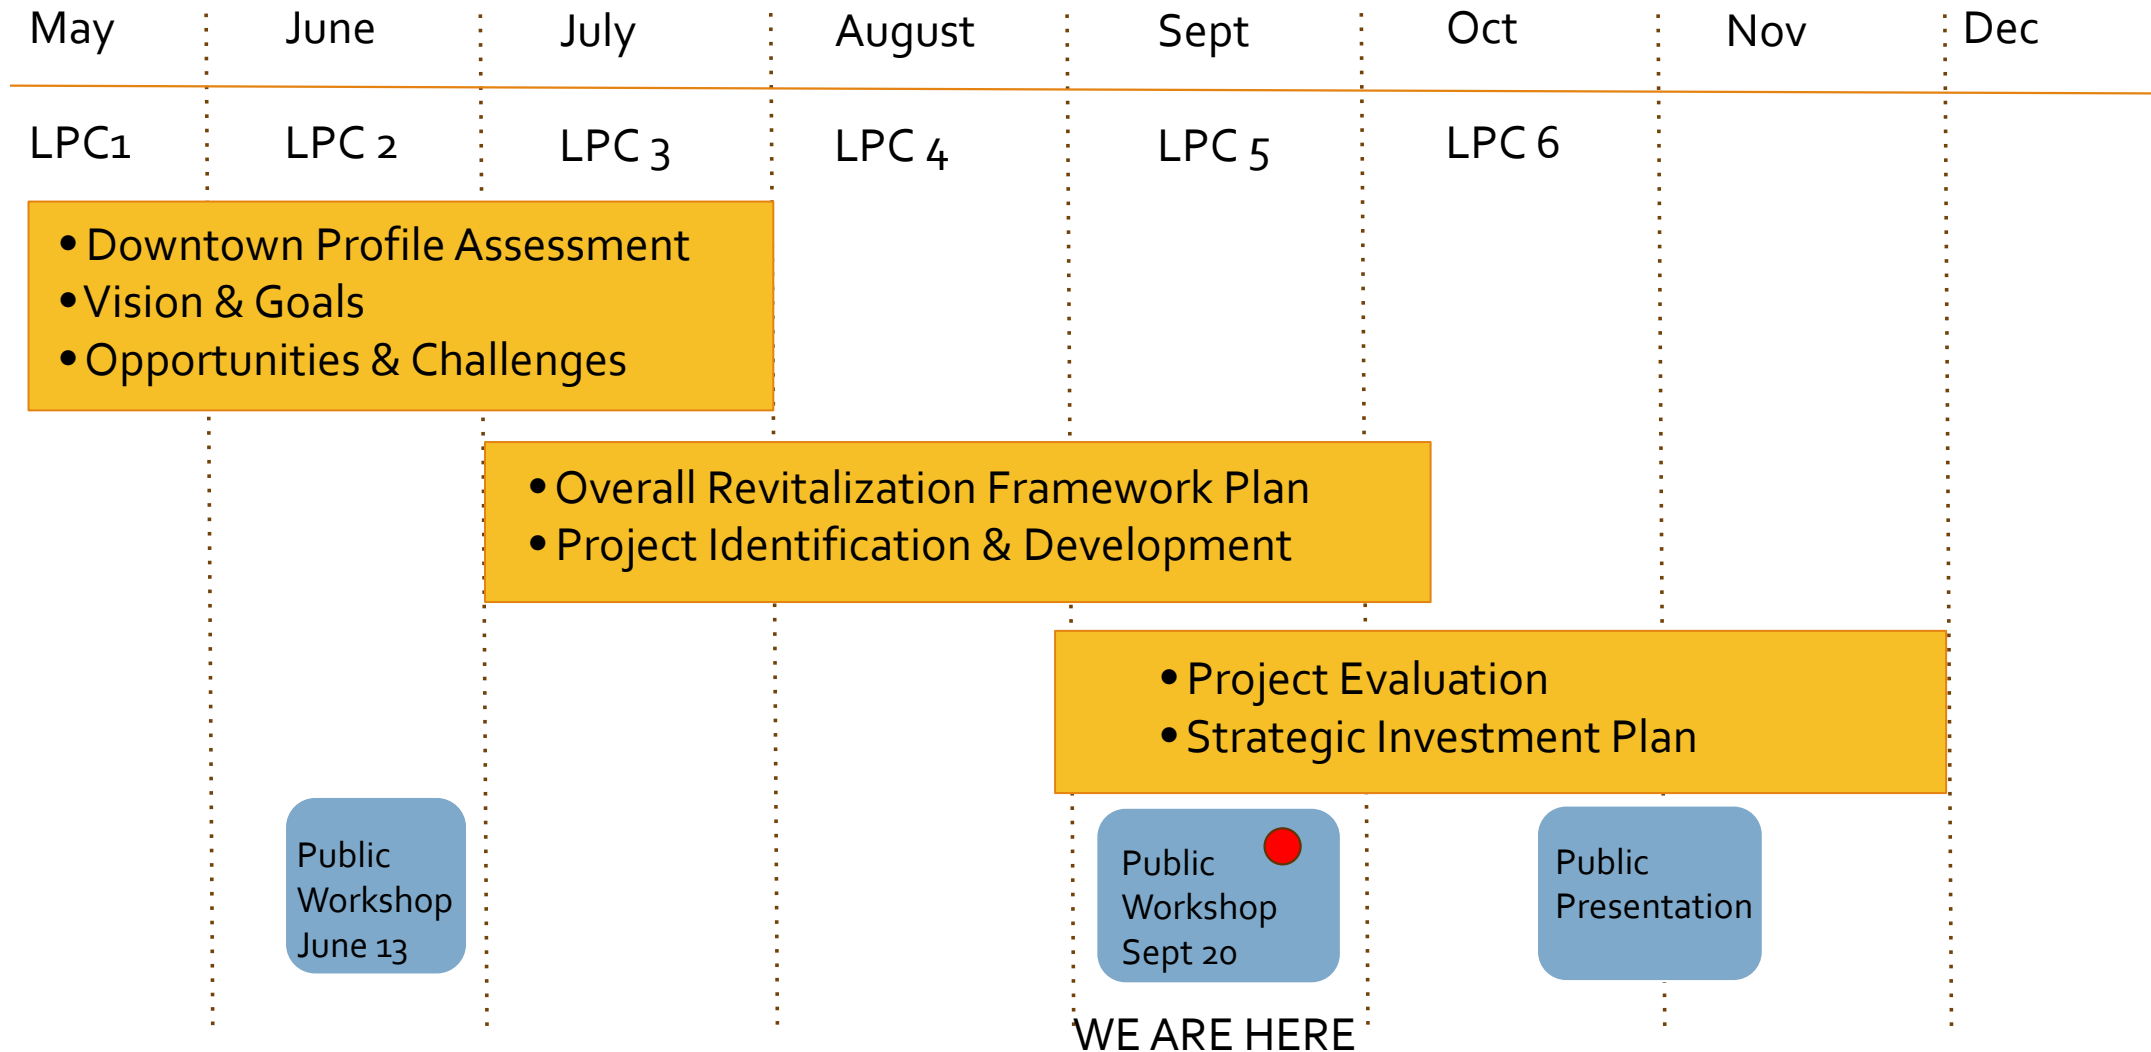 May June July August Sept Oct Nov Dec
LPC1 LPC 2 LPC 3 LPC 4 LPC 5 LPC 6
• Downtown Profile Assessment
• Vision & Goals
• Opportunities & Challenges
• Overall Revitalization Framework Plan
• Project Identification & Development
• Project Evaluation
• Strategic Investment Plan
Public
Workshop
June 13
Public
Workshop
Sept 20
Public
Presentation
WE ARE HERE